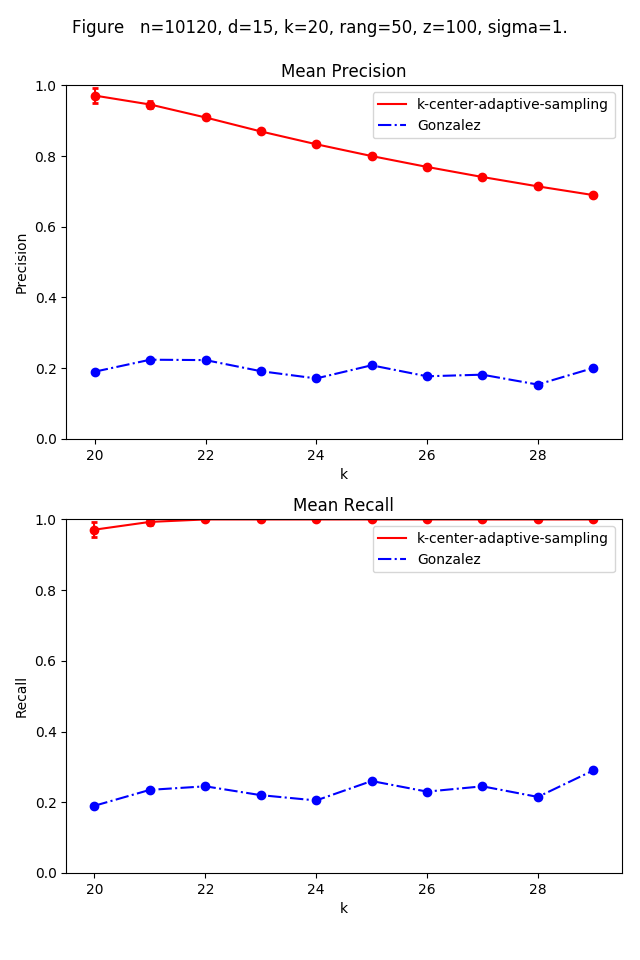 Figure   n=10120, d=15, k=20, rang=50, z=100, sigma=1.
Mean Precision
1.0
k-center-adaptive-sampling
Gonzalez
0.8
0.6
Precision
0.4
0.2
0.0
20 22 24 26 28
k
Mean Recall
1.0
k-center-adaptive-sampling
Gonzalez
0.8
0.6
Recall
0.4
0.2
0.0
20 22 24 26 28
k